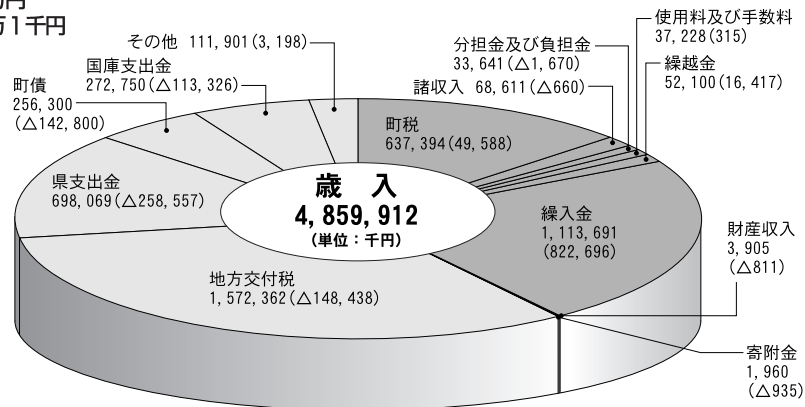 万1千円
その他 111,901(3,198)
国庫支出金
272,750(△113,326)
町債
256,300
(△142,800)
県支出金
698,069(△258,557)
地方交付税
1,572,362(△148,438)
歳 入
4,859,912
(単位：千円)
町税
637,394(49,588)
諸収入 68,611(△660)
分担金及び負担金
33,641(△1,670)
使用料及び手数料
37,228(315)
繰越金
52,100(16,417)
繰入金
1,113,691
(822,696)
財産収入
3,905
(△811)
寄附金
1,960
(△935)